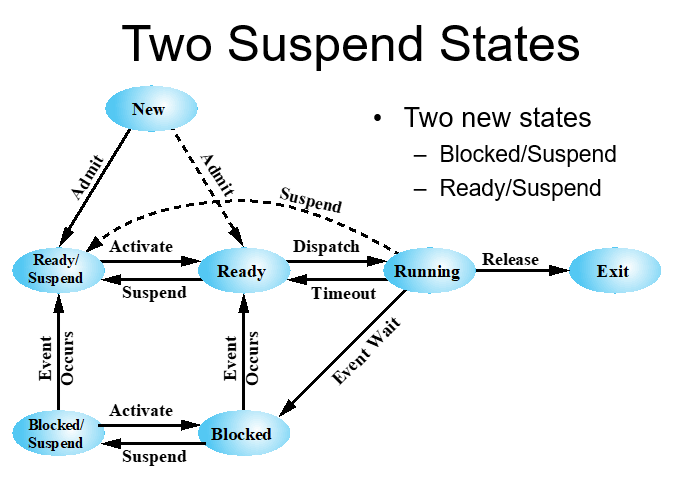 Two Suspend States
• Two new states
– Blocked/Suspend
– Ready/Suspend
New
Admit
Admit
Suspend
Ready/
Suspend
Activate
Suspend
Ready
Dispatch
Timeout
Running
Release
Exit
Event
Occurs
Event
Occurs
Event Wait
Blocked/
Suspend
Activate
Suspend
Blocked